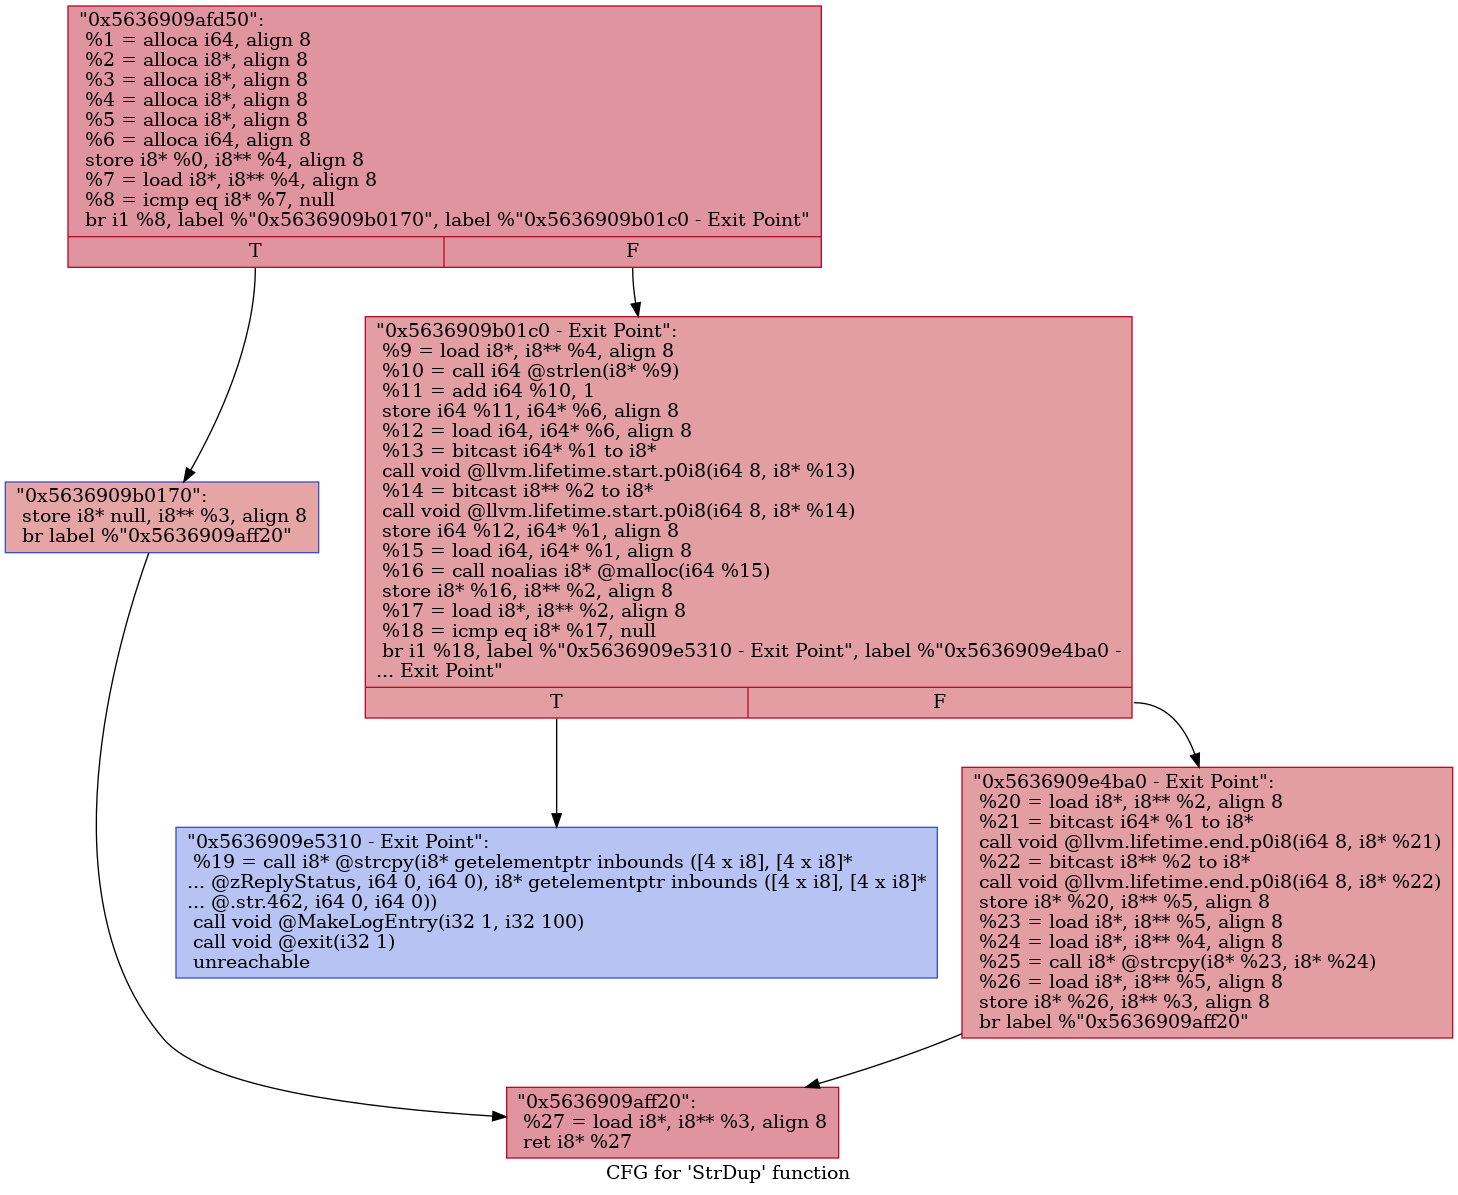 "0x5636909afd50":
%1 = alloca i64, align 8
%2 = alloca i8*, align 8
%3 = alloca i8*, align 8
%4 = alloca i8*, align 8
%5 = alloca i8*, align 8
%6 = alloca i64, align 8
store i8* %0, i8** %4, align 8
%7 = load i8*, i8** %4, align 8
%8 = icmp eq i8* %7, null
br i1 %8, label %"0x5636909b0170", label %"0x5636909b01c0 - Exit Point"
T
F
"0x5636909b01c0 - Exit Point":
%9 = load i8*, i8** %4, align 8
%10 = call i64 @strlen(i8* %9)
%11 = add i64 %10, 1
store i64 %11, i64* %6, align 8
%12 = load i64, i64* %6, align 8
%13 = bitcast i64* %1 to i8*
call void @llvm.lifetime.start.p0i8(i64 8, i8* %13)
%14 = bitcast i8** %2 to i8*
call void @llvm.lifetime.start.p0i8(i64 8, i8* %14)
store i64 %12, i64* %1, align 8
%15 = load i64, i64* %1, align 8
%16 = call noalias i8* @malloc(i64 %15)
store i8* %16, i8** %2, align 8
%17 = load i8*, i8** %2, align 8
%18 = icmp eq i8* %17, null
br i1 %18, label %"0x5636909e5310 - Exit Point", label %"0x5636909e4ba0 -
... Exit Point"
T
F
"0x5636909b0170":
store i8* null, i8** %3, align 8
br label %"0x5636909aff20"
"0x5636909e5310 - Exit Point":
%19 = call i8* @strcpy(i8* getelementptr inbounds ([4 x i8], [4 x i8]*
... @zReplyStatus, i64 0, i64 0), i8* getelementptr inbounds ([4 x i8], [4 x i8]*
... @.str.462, i64 0, i64 0))
call void @MakeLogEntry(i32 1, i32 100)
call void @exit(i32 1)
unreachable
"0x5636909e4ba0 - Exit Point":
%20 = load i8*, i8** %2, align 8
%21 = bitcast i64* %1 to i8*
call void @llvm.lifetime.end.p0i8(i64 8, i8* %21)
%22 = bitcast i8** %2 to i8*
call void @llvm.lifetime.end.p0i8(i64 8, i8* %22)
store i8* %20, i8** %5, align 8
%23 = load i8*, i8** %5, align 8
%24 = load i8*, i8** %4, align 8
%25 = call i8* @strcpy(i8* %23, i8* %24)
%26 = load i8*, i8** %5, align 8
store i8* %26, i8** %3, align 8
br label %"0x5636909aff20"
"0x5636909aff20":
%27 = load i8*, i8** %3, align 8
ret i8* %27
CFG for 'StrDup' function